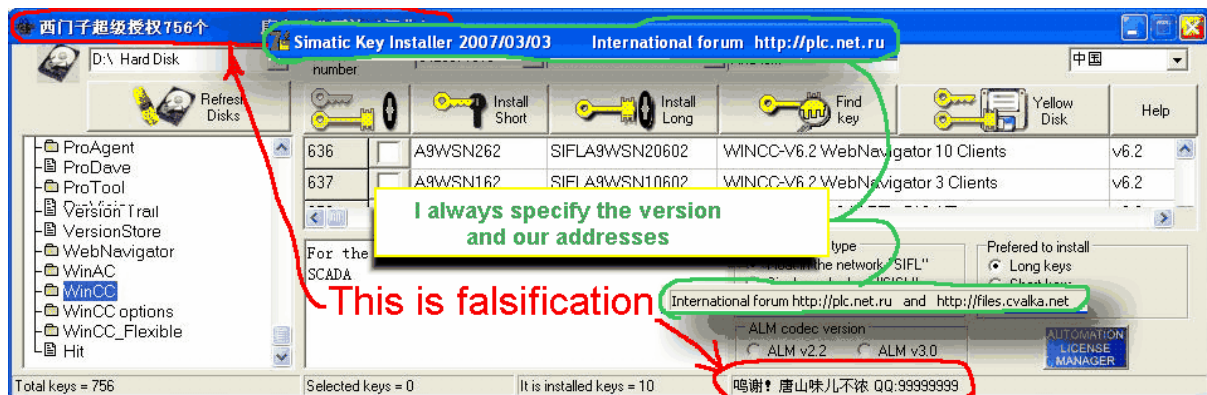 西门子超级授权756个
Simatic Key Installer 2007/03/03 International forum http://plc.net.ru
D:\ Hard Disk
number
中国
Refresh
Disks
Install
Short
Install
Long
Find
key
Yellow
Disk
Help
ProAgent
ProDave
ProTool
Version Trail
VersionStore
WebNavigator
WinAC
WinCC
WinCC options
WinCC_Flexible
Hit
636 A9WSN262 SIFLA9WSN20602 WINCC-V6.2 WebNavigator 10 Clients v6.2
637 A9WSN162 SIFLA9WSN10602 WINCC-V6.2 WebNavigator 3 Clients v6.2
I always specify the version
and our addresses
For the
SCADA
type
the network "SIFL"
Prefered to install
Long keys
This is falsification
International forum http://plc.net.ru and http://files.cvalka.net
ALM codec version
ALM v2.2 ALM v3.0
AUTOMATION
LICENSE
MANAGER
Total keys = 756
Selected keys = 0
It is installed keys = 10
鸣谢! 唐山味儿不浓 QQ:99999999